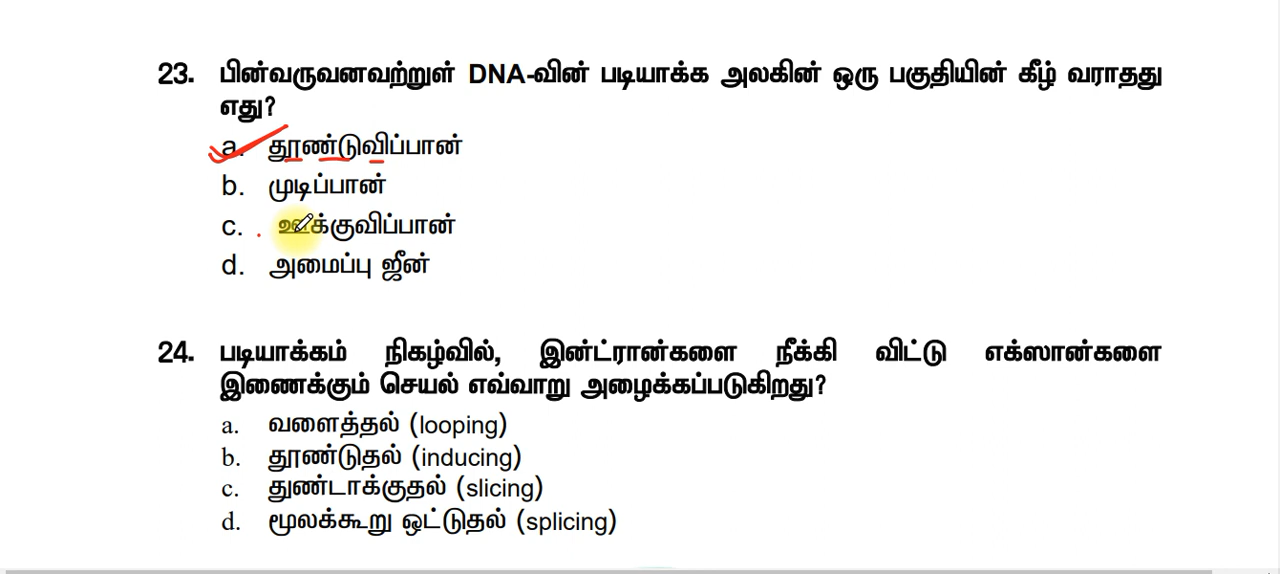 23. பின்வருவனவற்றுள் DNA-வின் படியாக்க அலகின் ஒரு பகுதியின் கீழ் வராதது
எது?
a. தூண்டுவிப்பான்
b. முடிப்பான்
c. ஊக்குவிப்பான்
d. அமைப்பு ஜீன்
24. படியாக்கம் நிகழ்வில், இன்ட்ரான்களை நீக்கி விட்டு எக்ஸான்களை
இணைக்கும் செயல் எவ்வாறு அழைக்கப்படுகிறது?
a. வளைத்தல் (looping)
b. தூண்டுதல் (inducing)
c. துண்டாக்குதல் (slicing)
d. மூலக்கூறு ஒட்டுதல் (splicing)